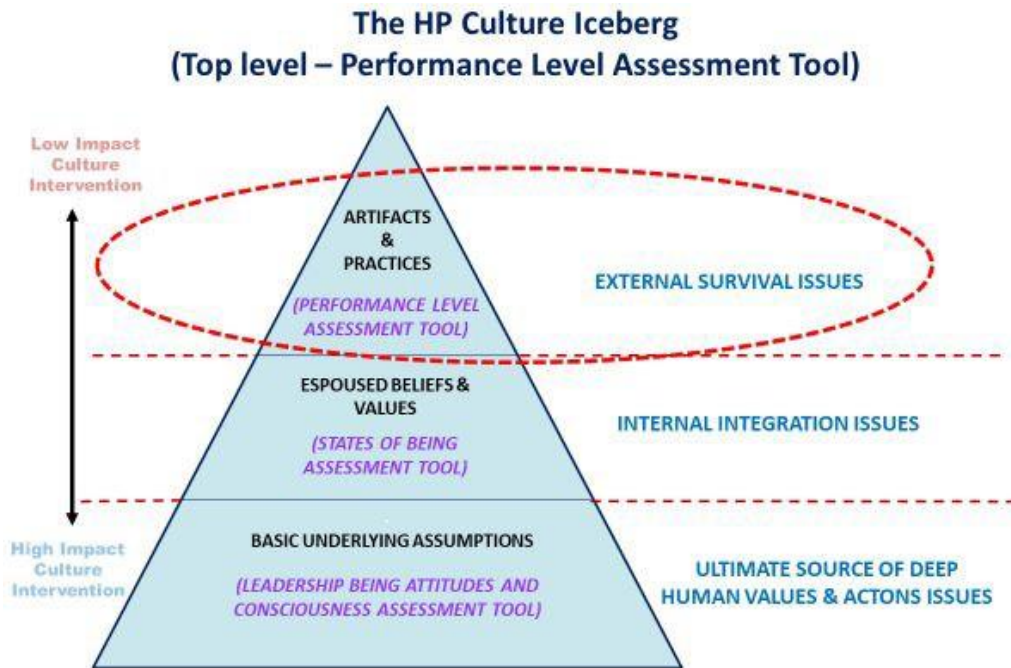 The HP Culture Iceberg
(Top level – Performance Level Assessment Tool)
Low Impact
Culture
Intervention
ARTIFACTS
&
PRACTICES
(PERFORMANCE LEVEL
ASSESSMENT TOOL)
EXTERNAL SURVIVAL ISSUES
ESPOUSED BELIEFS &
VALUES
(STATES OF BEING
ASSESSMENT TOOL)
INTERNAL INTEGRATION ISSUES
High Impact
Culture
Intervention
BASIC UNDERLYING ASSUMPTIONS
(LEADERSHIP BEING ATTITUDES AND
CONSCIOUSNESS ASSESSMENT TOOL)
ULTIMATE SOURCE OF DEEP
HUMAN VALUES & ACTONS ISSUES